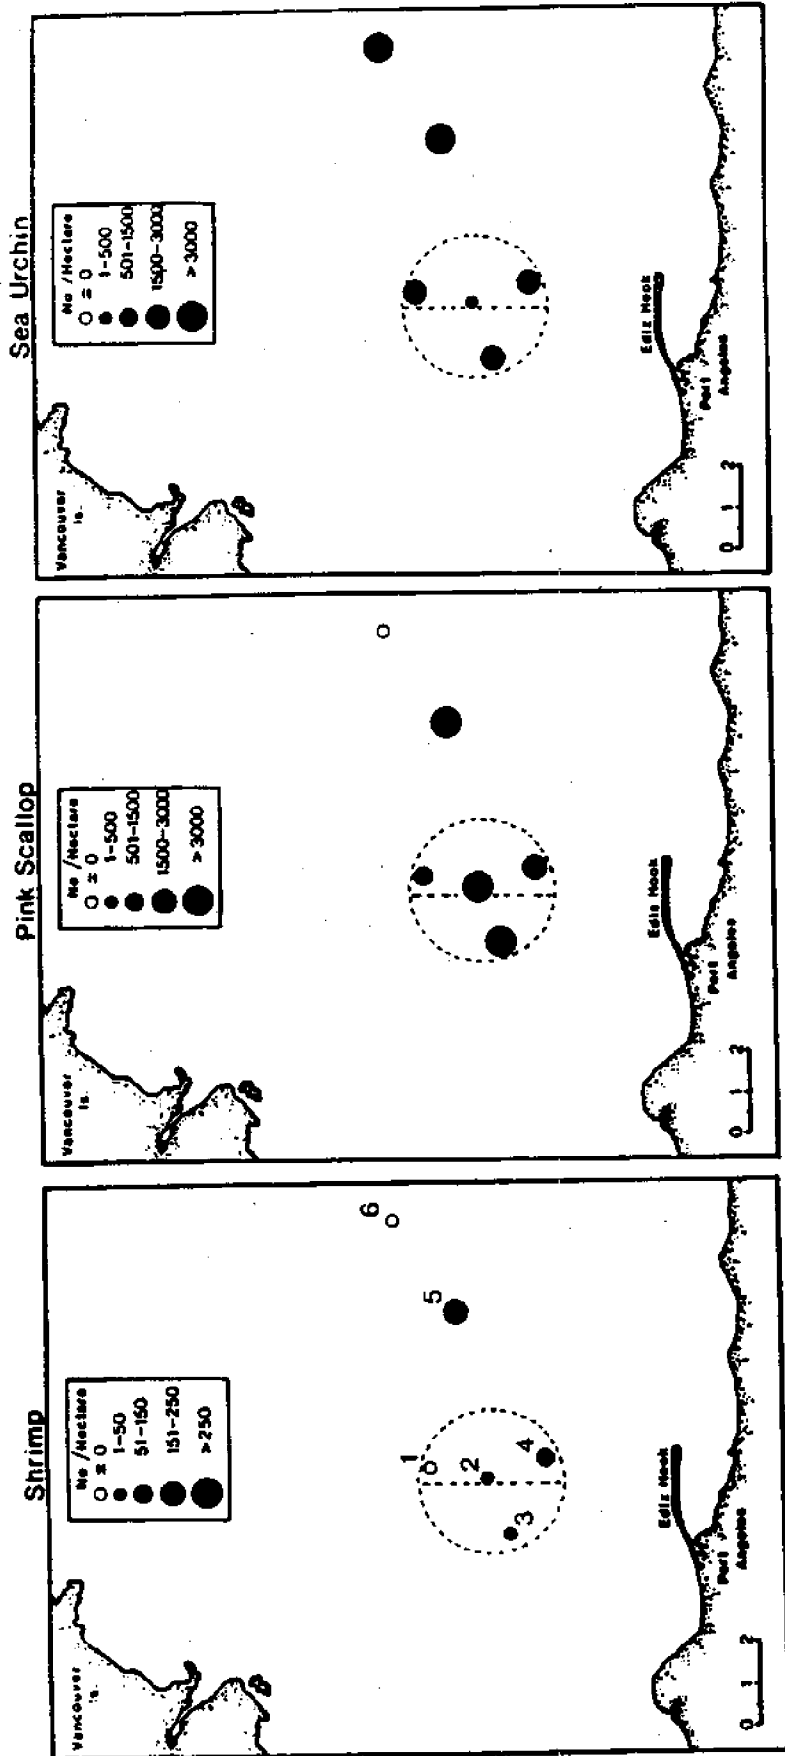 Shrimp
No /Hectare
= 0
1-50
51-150
151-250
>250
Vancouver
Is.
1
2
3
4
5
6
Ediz Hook
Port
Angeles
0 1 2
Pink Scallop
No /Hectare
= 0
1-500
501-1500
1500-3000
>3000
Vancouver
Is.
Ediz Hook
Port
Angeles
0 1 2
Sea Urchin
No /Hectare
= 0
1-500
501-1500
1500-3000
>3000
Vancouver
Is.
Ediz Hook
Port
Angeles
0 1 2